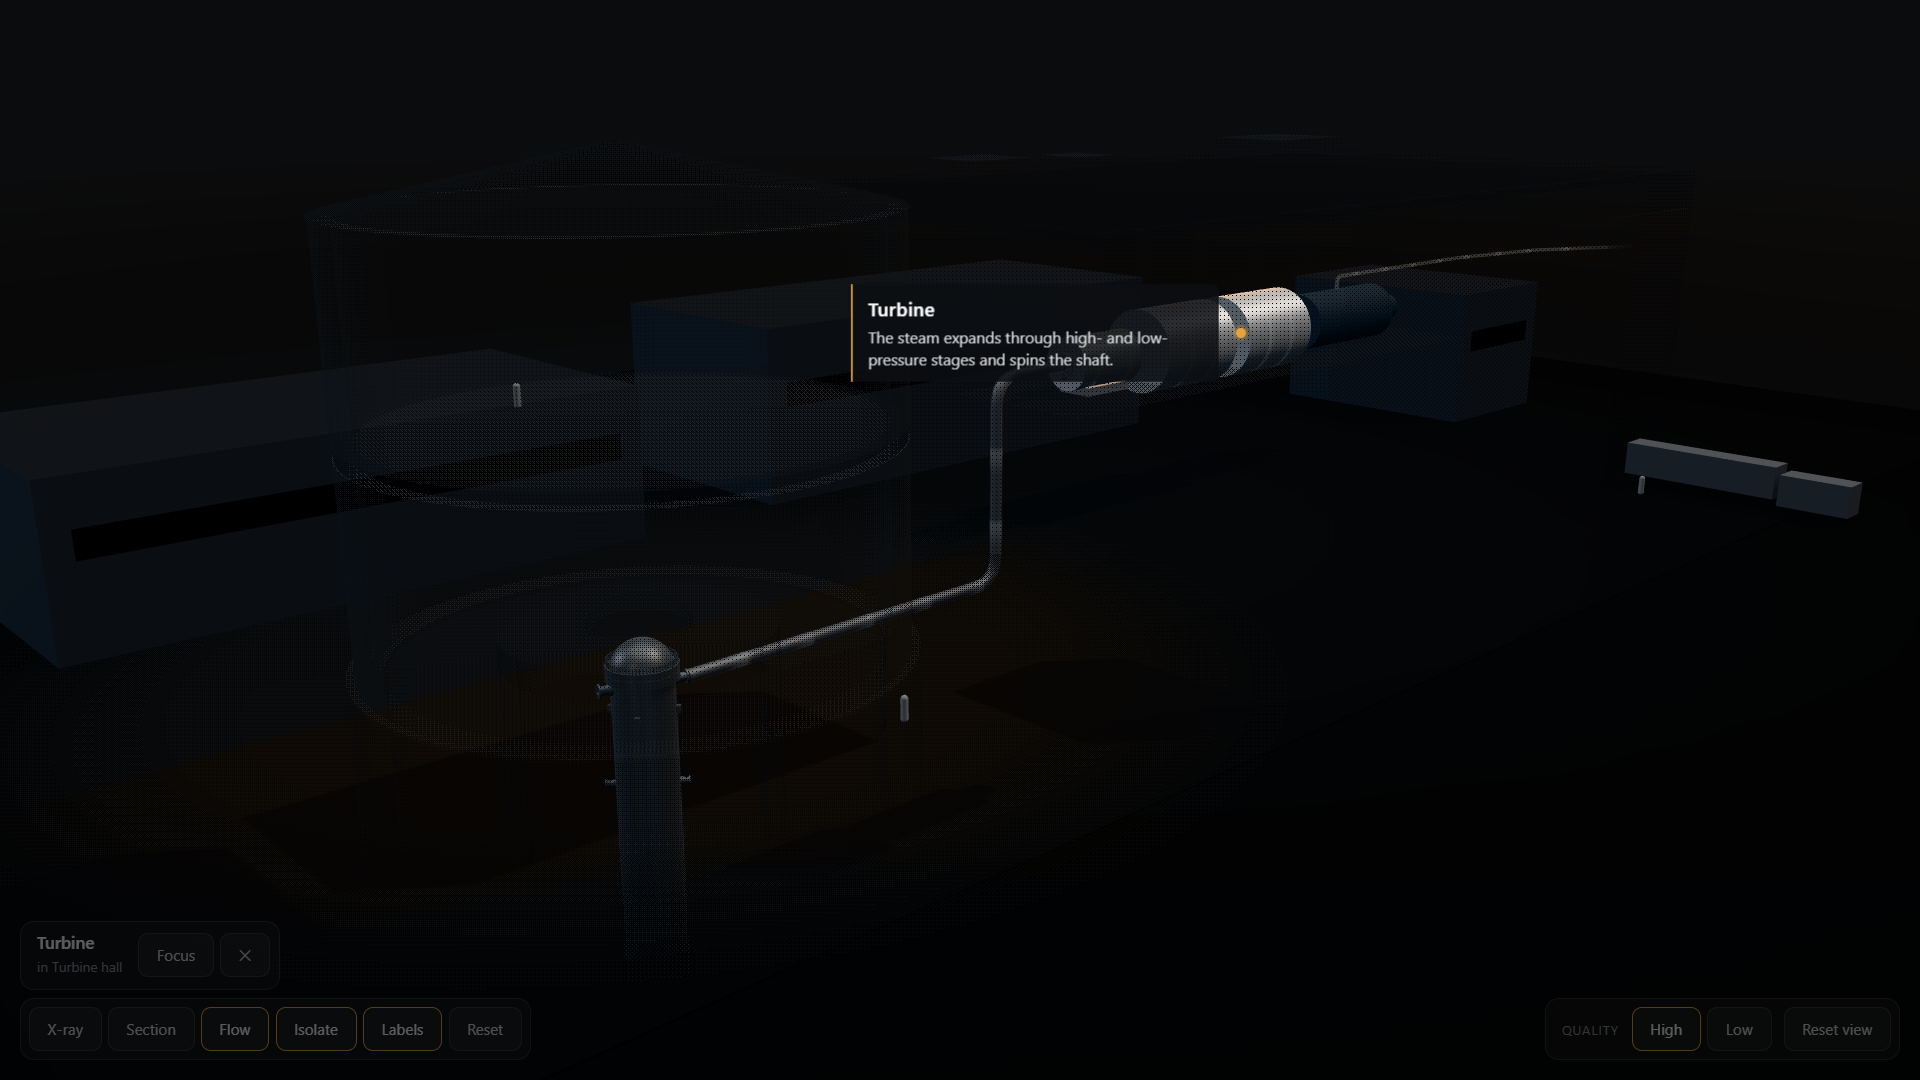 Turbine
The steam expands through high- and low-
pressure stages and spins the shaft.
Turbine
in Turbine hall
Focus
X-ray
Section
Flow
Isolate
Labels
Reset
QUALITY
High
Low
Reset view